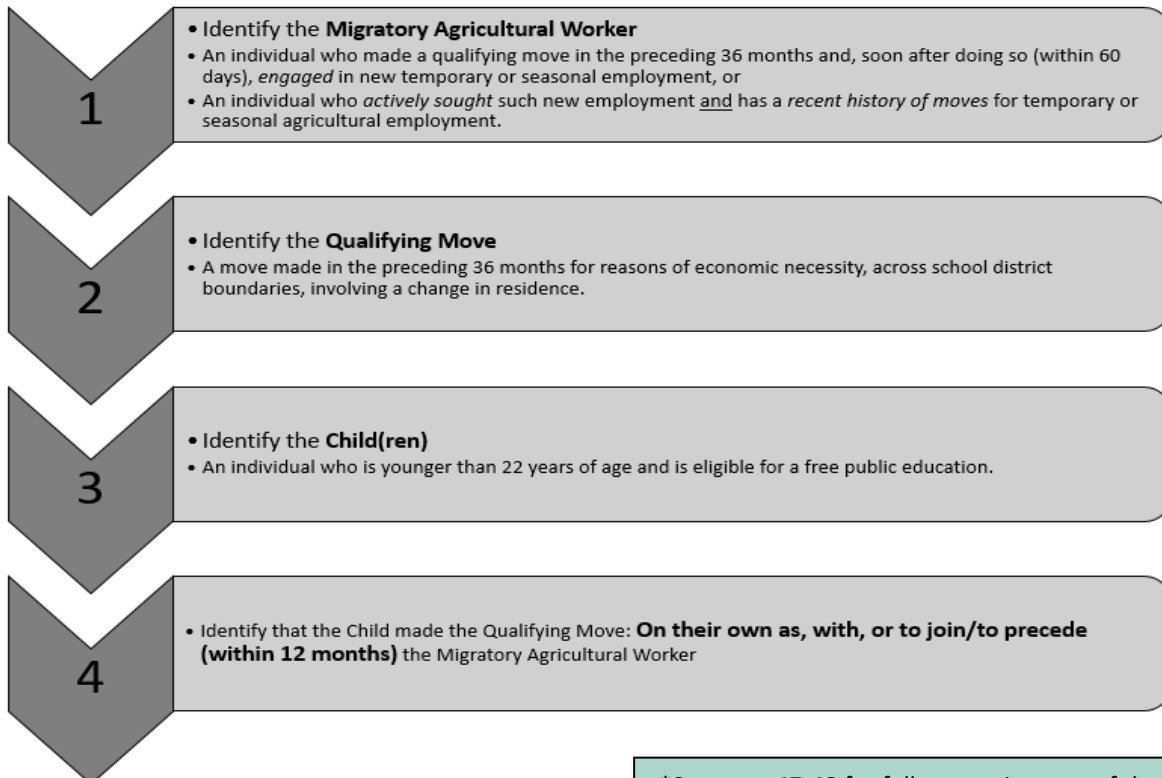 1
• Identify the Migratory Agricultural Worker
• An individual who made a qualifying move in the preceding 36 months and, soon after doing so (within 60
days), engaged in new temporary or seasonal employment, or
• An individual who actively sought such new employment and has a recent history of moves for temporary or
seasonal agricultural employment.
2
• Identify the Qualifying Move
• A move made in the preceding 36 months for reasons of economic necessity, across school district
boundaries, involving a change in residence.
3
• Identify the Child(ren)
• An individual who is younger than 22 years of age and is eligible for a free public education.
4
• Identify that the Child made the Qualifying Move: On their own as, with, or to join/to precede
(within 12 months) the Migratory Agricultural Worker